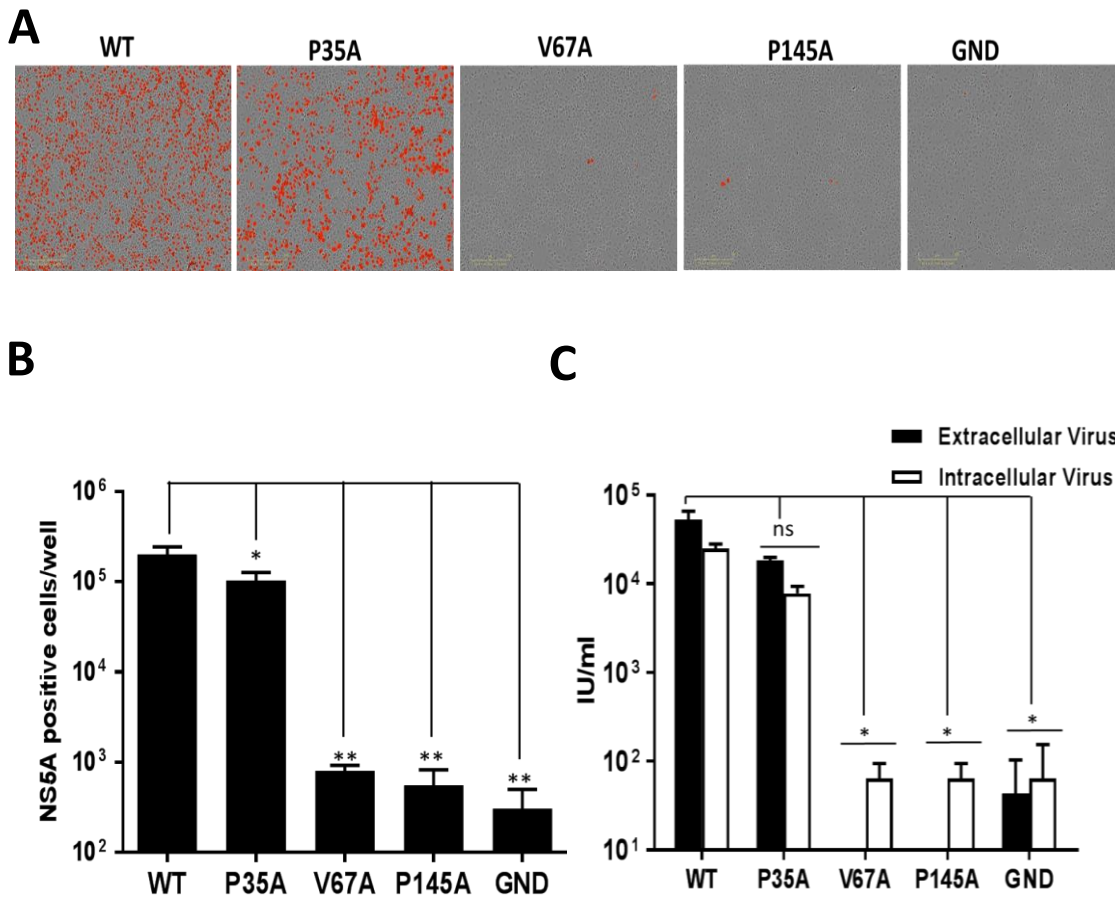 A
WT P35A V67A P145A GND
B
C
Extracellular Virus
Intracellular Virus
NS5A positive cells/well
10^6
10^5
10^4
10^3
10^2
*
**
**
**
WT P35A V67A P145A GND
IU/ml
10^5
10^4
10^3
10^2
10^1
ns
*
*
*
WT P35A V67A P145A GND